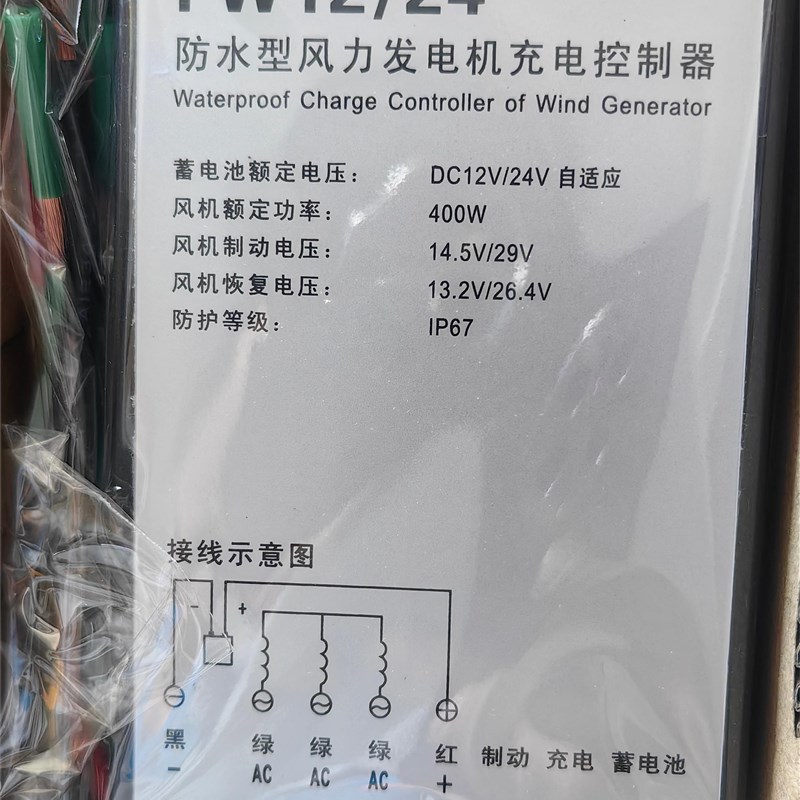 FW12/24
防水型风力发电机充电控制器
Waterproof Charge Controller of Wind Generator
蓄电池额定电压: DC12V/24V 自适应
风机额定功率: 400W
风机制动电压: 14.5V/29V
风机恢复电压: 13.2V/26.4V
防护等级: IP67
接线示意图
− +
黑 绿 绿 绿 红 制动 充电 蓄电池
− AC AC AC +